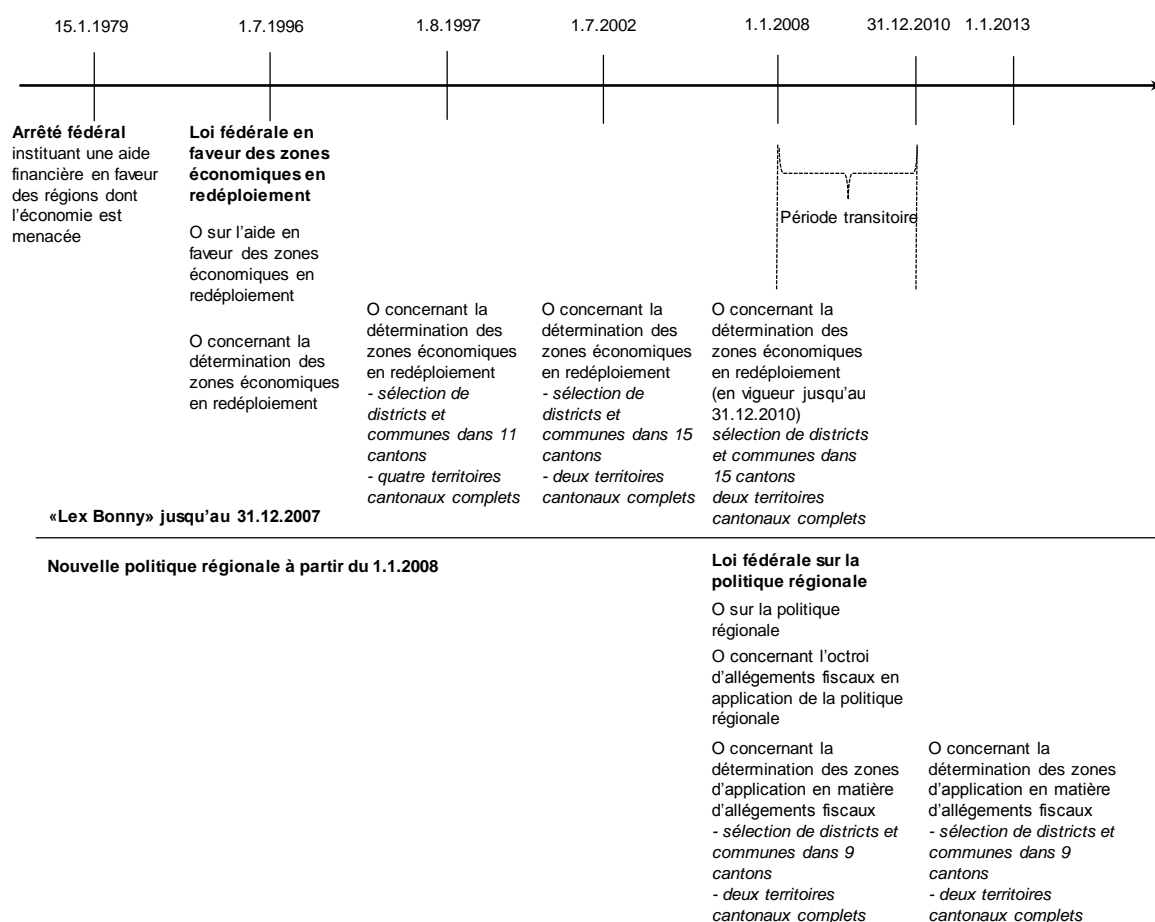 15.1.1979
1.7.1996
1.8.1997
1.7.2002
1.1.2008
31.12.2010
1.1.2013
Arrêté fédéral
instituant une aide
financière en faveur
des régions dont
l'économie est
menacée
Loi fédérale en
faveur des zones
économiques en
redéploiement
O sur l'aide en
faveur des zones
économiques en
redéploiement
O concernant la
détermination des
zones économiques
en redéploiement
O concernant la
détermination des
zones économiques
en redéploiement
- sélection de
districts et
communes dans 11
cantons
- quatre territoires
cantonaux complets
O concernant la
détermination des
zones économiques
en redéploiement
- sélection de
districts et
communes dans 15
cantons
- deux territoires
cantonaux complets
Période transitoire
O concernant la
détermination des
zones économiques
en redéploiement
(en vigueur jusqu'au
31.12.2010)
sélection de districts
et communes dans
15 cantons
deux territoires
cantonaux complets
«Lex Bonny» jusqu'au 31.12.2007
Nouvelle politique régionale à partir du 1.1.2008
Loi fédérale sur la
politique régionale
O sur la politique
régionale
O concernant l'octroi
d'allégements fiscaux en
application de la politique
régionale
O concernant la
détermination des zones
d'application en matière
d'allégements fiscaux
- sélection de districts et
communes dans 9
cantons
- deux territoires
cantonaux complets
O concernant la
détermination des zones
d'application en matière
d'allégements fiscaux
- sélection de districts et
communes dans 9
cantons
- deux territoires
cantonaux complets